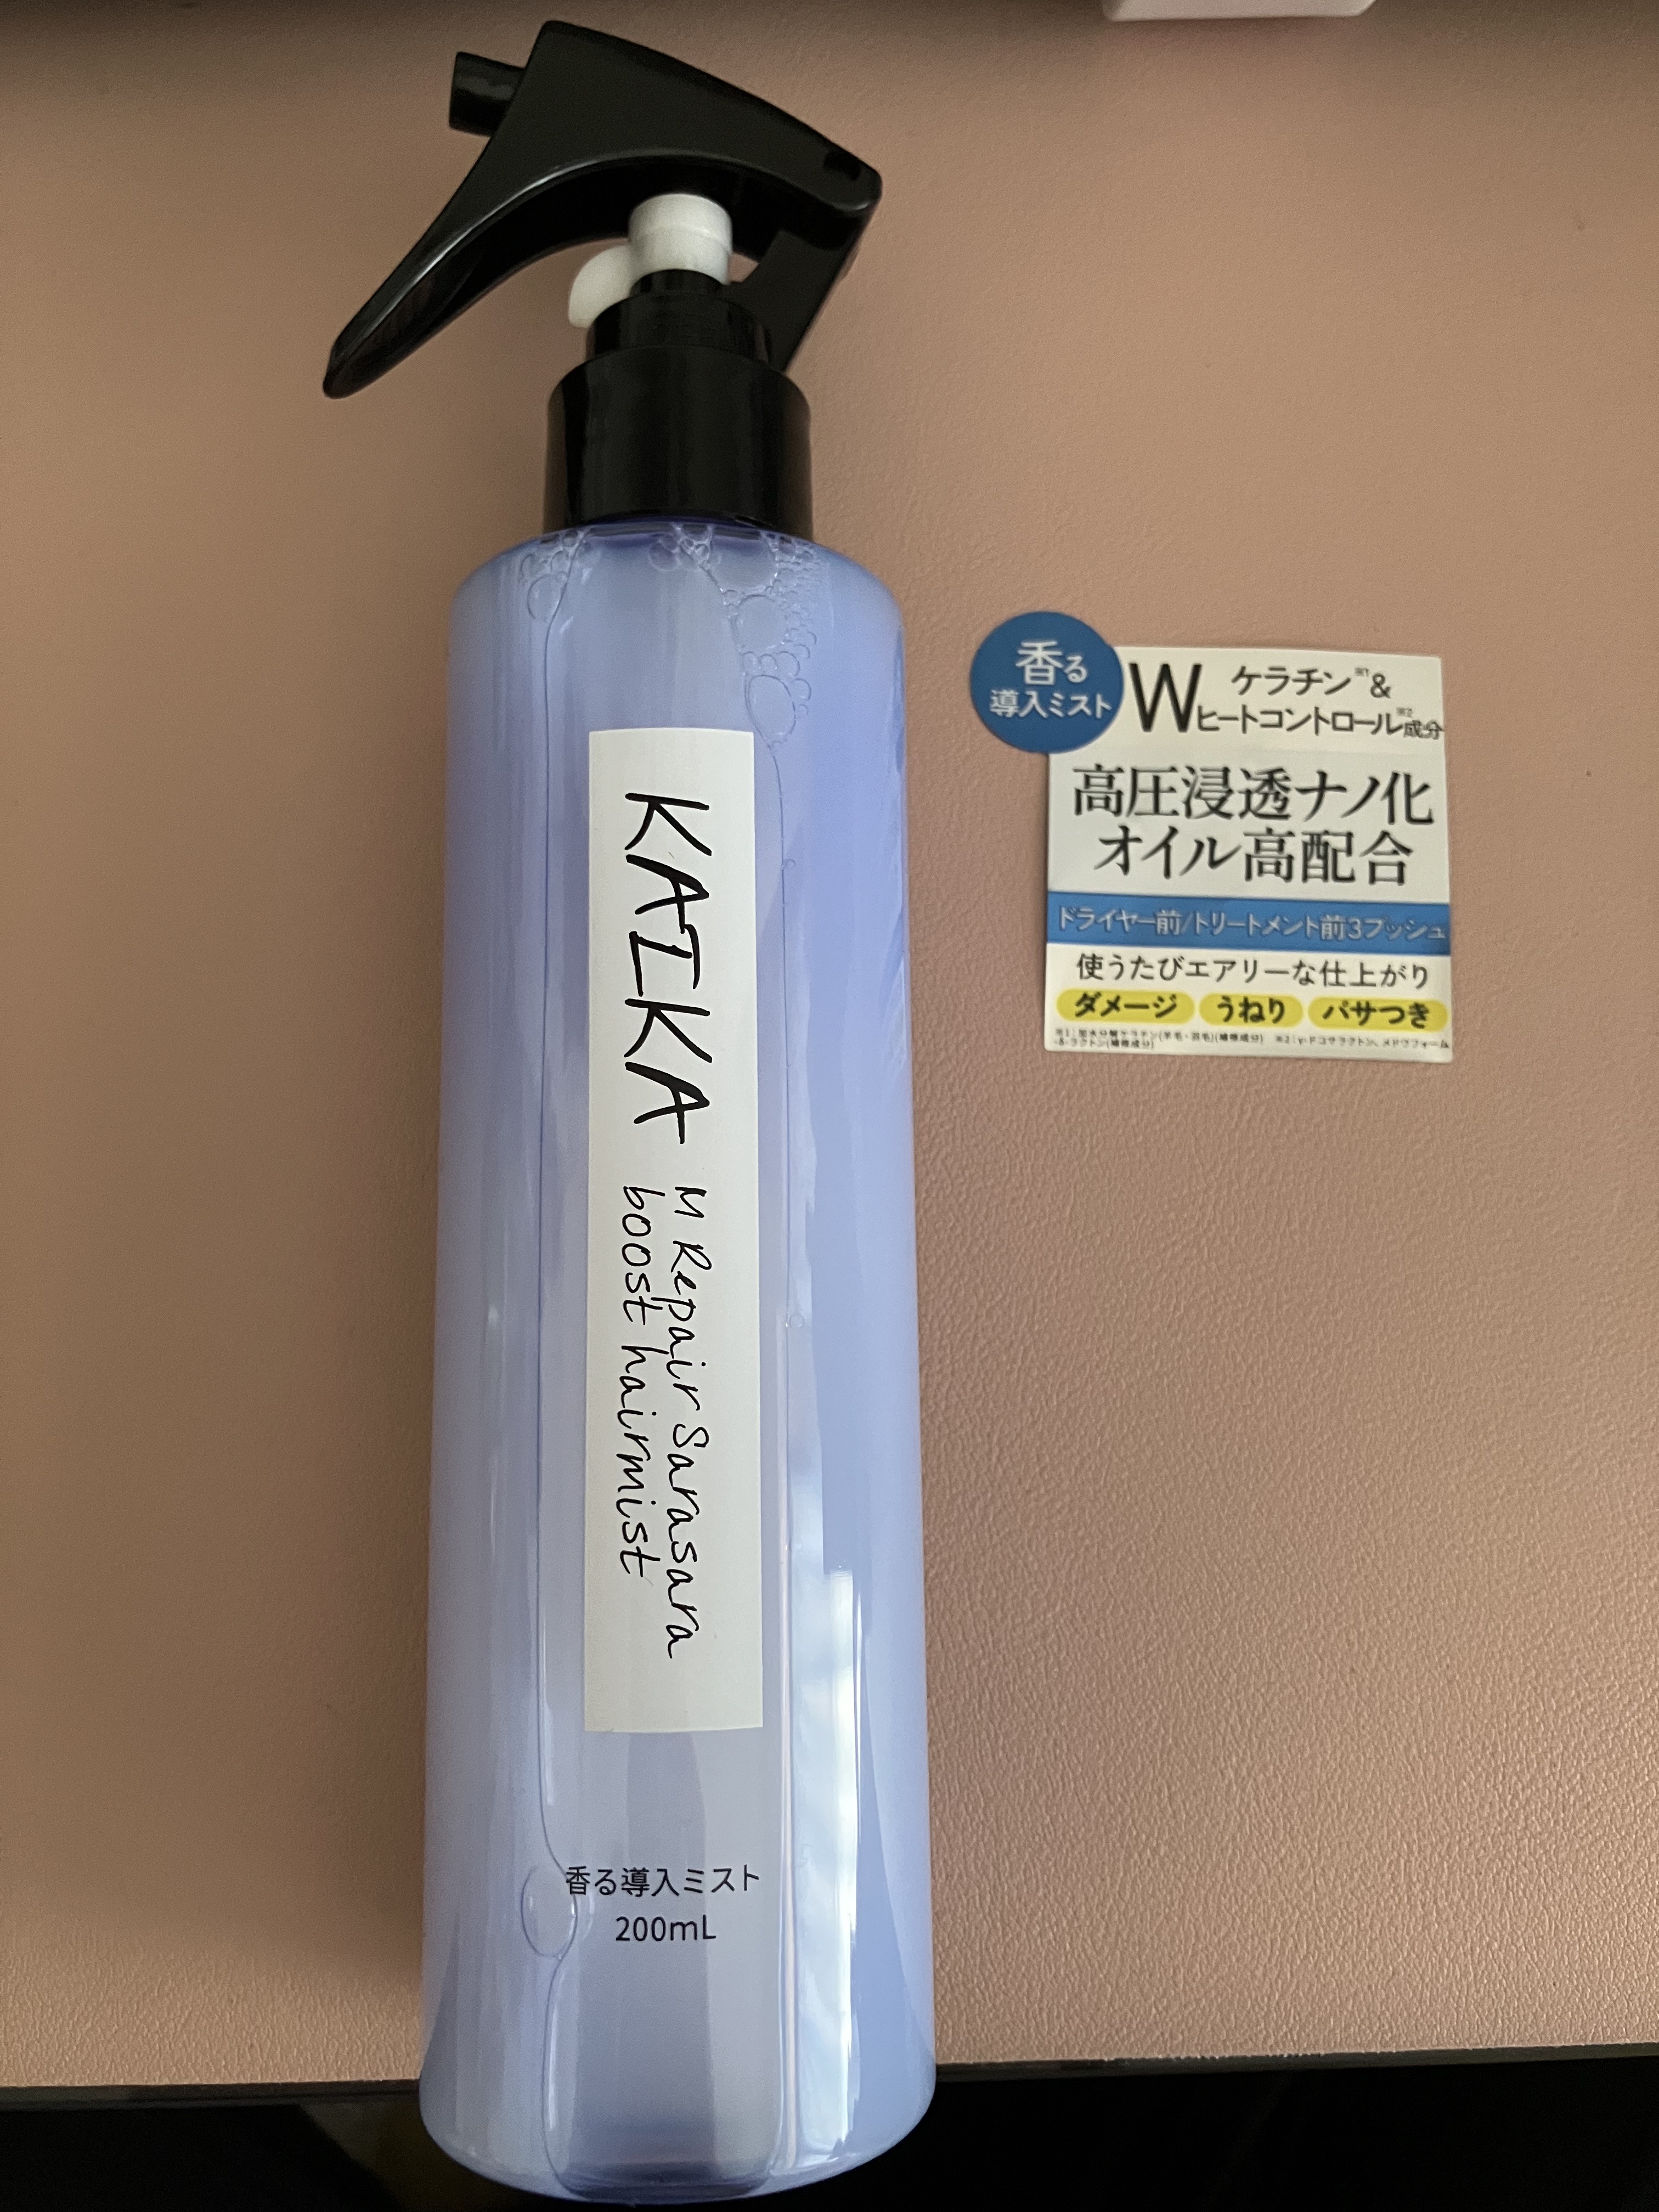 KAIKA
M Repair Sarasara
boost hairmist
香る導入ミスト
200mL
香る
導入ミスト
W ケラチン※1&
ヒートコントロール※2成分
高圧浸透ナノ化
オイル高配合
ドライヤー前/トリートメント前3プッシュ
使うたびエアリーな仕上がり
ダメージ うねり パサつき